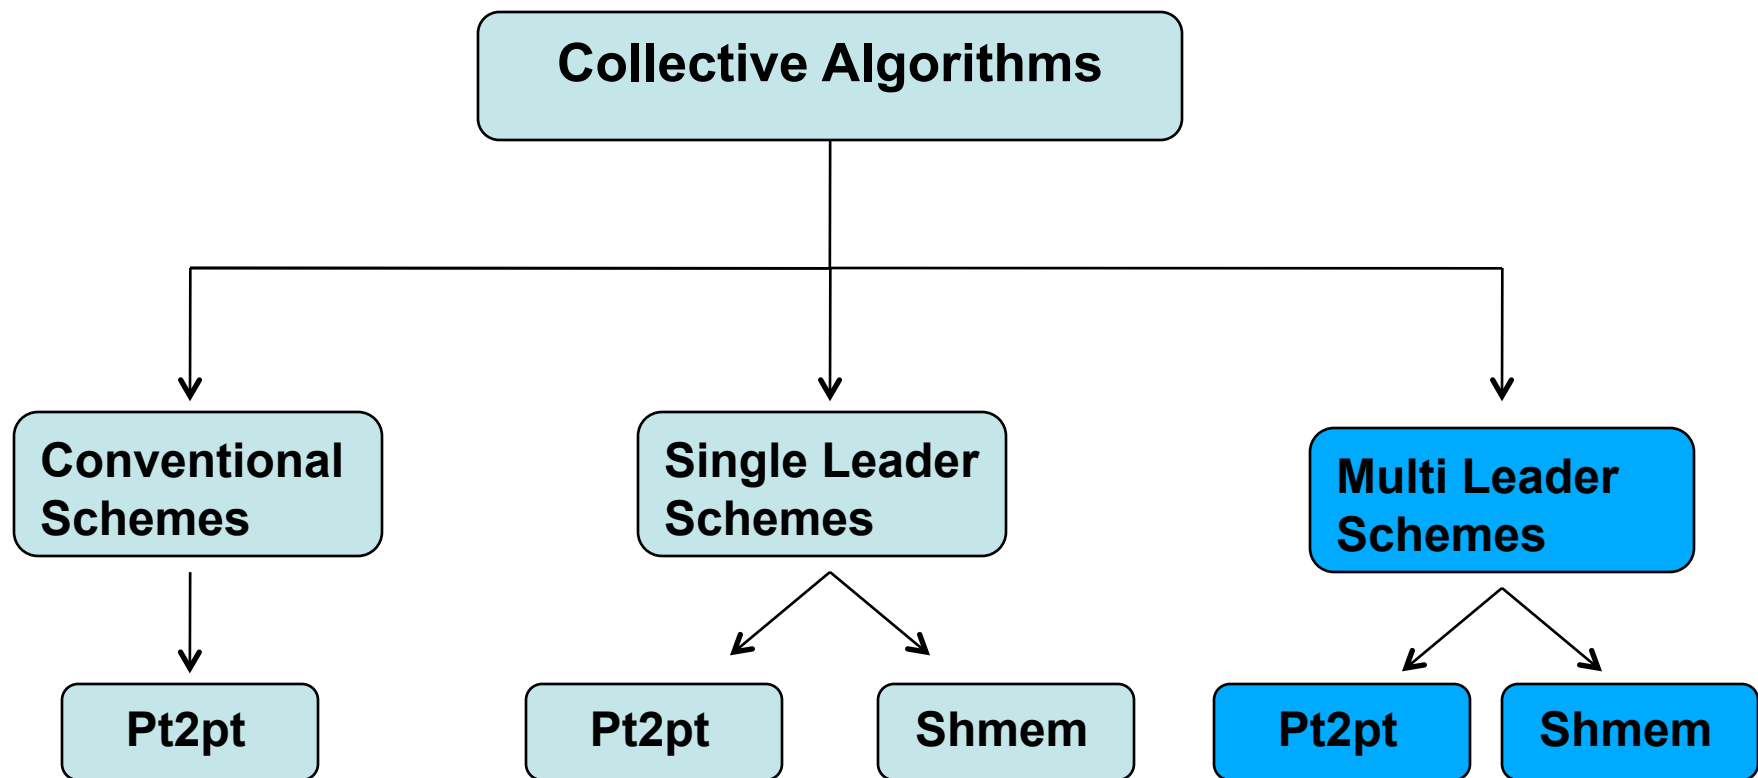 Collective Algorithms
Conventional
Schemes
Single Leader
Schemes
Multi Leader
Schemes
Pt2pt
Pt2pt
Shmem
Pt2pt
Shmem